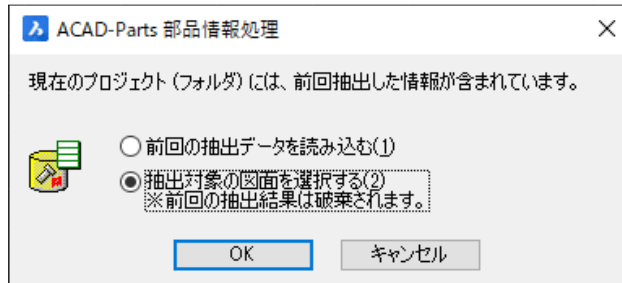 ACAD-Parts 部品情報処理
現在のプロジェクト（フォルダ）には、前回抽出した情報が含まれています。
前回の抽出データを読み込む(1)
抽出対象の図面を選択する(2)
※前回の抽出結果は破棄されます。
OK キャンセル